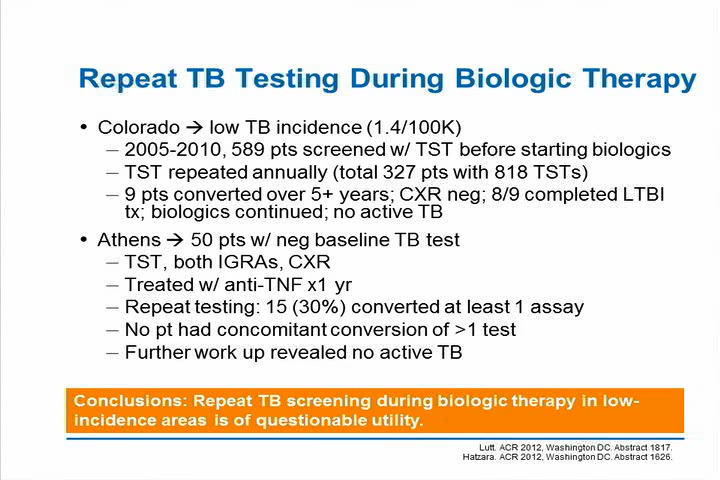 Repeat TB Testing During Biologic Therapy
• Colorado → low TB incidence (1.4/100K)
– 2005-2010, 589 pts screened w/ TST before starting biologics
– TST repeated annually (total 327 pts with 818 TSTs)
– 9 pts converted over 5+ years; CXR neg; 8/9 completed LTBI
tx; biologics continued; no active TB
• Athens → 50 pts w/ neg baseline TB test
– TST, both IGRAs, CXR
– Treated w/ anti-TNF x1 yr
– Repeat testing: 15 (30%) converted at least 1 assay
– No pt had concomitant conversion of >1 test
– Further work up revealed no active TB
Conclusions: Repeat TB screening during biologic therapy in low-
incidence areas is of questionable utility.
Lutt. ACR 2012, Washington DC. Abstract 1817.
Hatzara. ACR 2012, Washington DC. Abstract 1626.